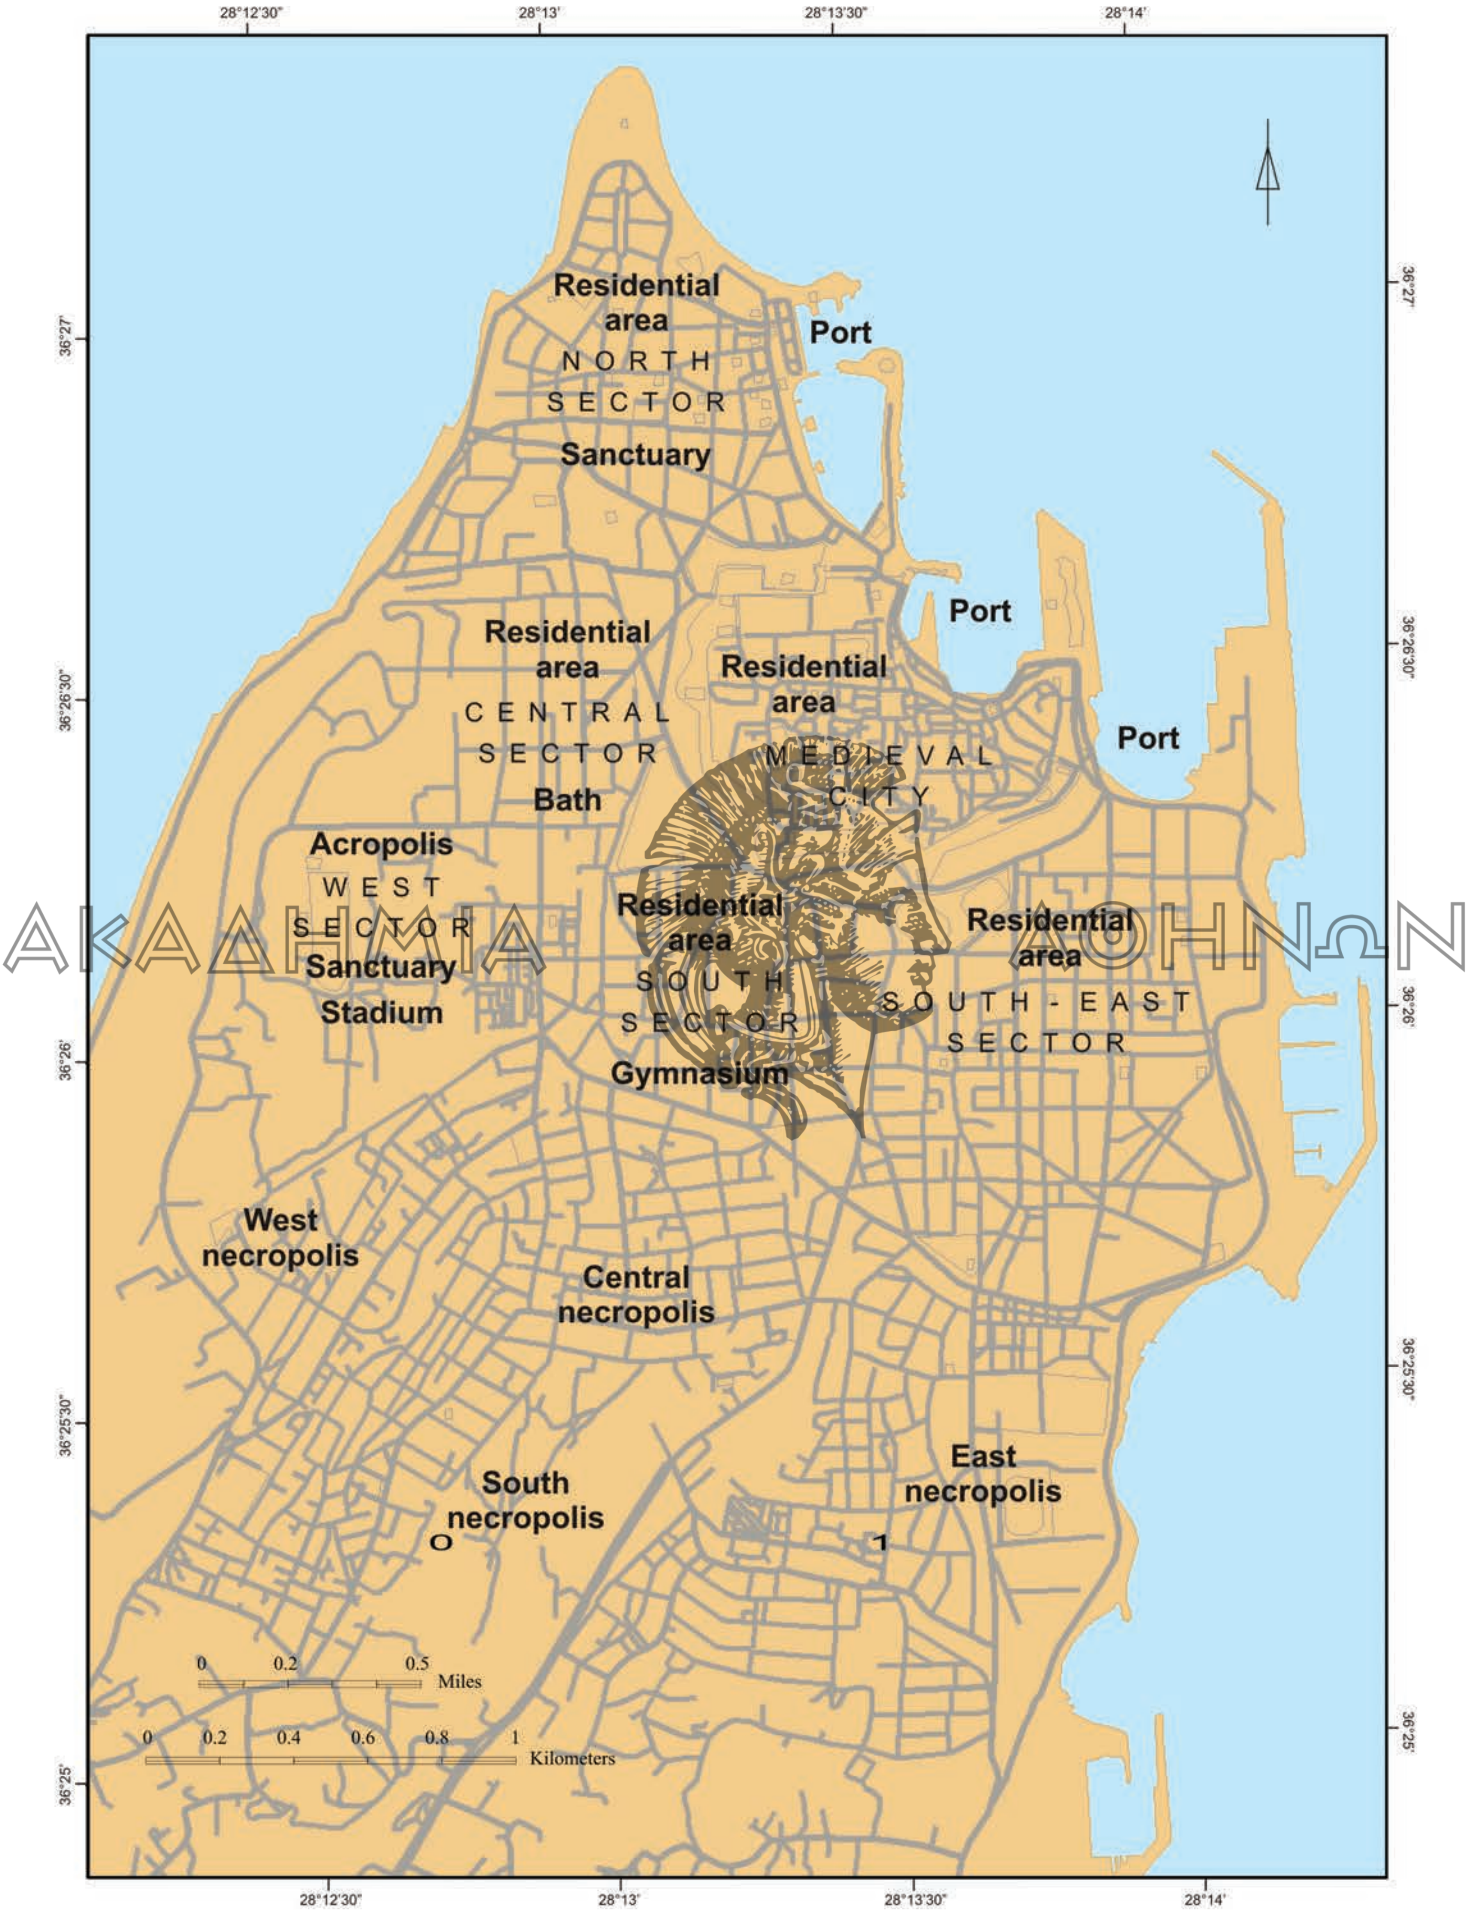 28°12'30"
28°13'
28°13'30"
28°14'
36°27'
36°27'
Residential
area
Port
NORTH
SECTOR
Sanctuary
Port
36°26'30"
36°26'30"
Residential
area
Residential
area
CENTRAL
SECTOR
Port
MEDIEVAL
CITY
Bath
Acropolis
WEST
SECTOR
Sanctuary
Stadium
ΑΚΑΔΗΜΙΑ ΑΘΗΝΩΝ
Residential
area
SOUTH
SECTOR
Gymnasium
Residential
area
SOUTH-EAST
SECTOR
36°26'
36°26'
West
necropolis
Central
necropolis
36°25'30"
36°25'30"
South
necropolis
East
necropolis
0 1
0 0.2 0.5
Miles
0 0.2 0.4 0.6 0.8 1
Kilometers
36°25'
36°25'
28°12'30"
28°13'
28°13'30"
28°14'